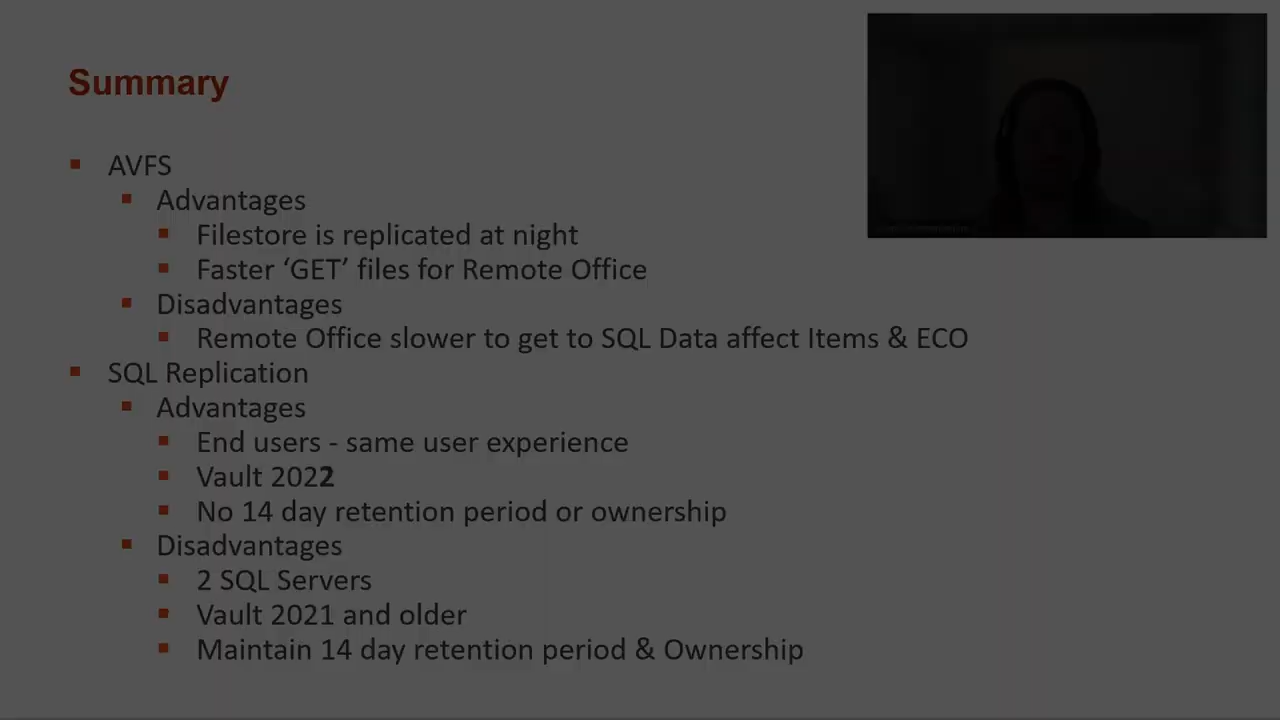 Summary
AVFS
Advantages
Filestore is replicated at night
Faster ‘GET’ files for Remote Office
Disadvantages
Remote Office slower to get to SQL Data affect Items & ECO
SQL Replication
Advantages
End users - same user experience
Vault 2022
No 14 day retention period or ownership
Disadvantages
2 SQL Servers
Vault 2021 and older
Maintain 14 day retention period & Ownership